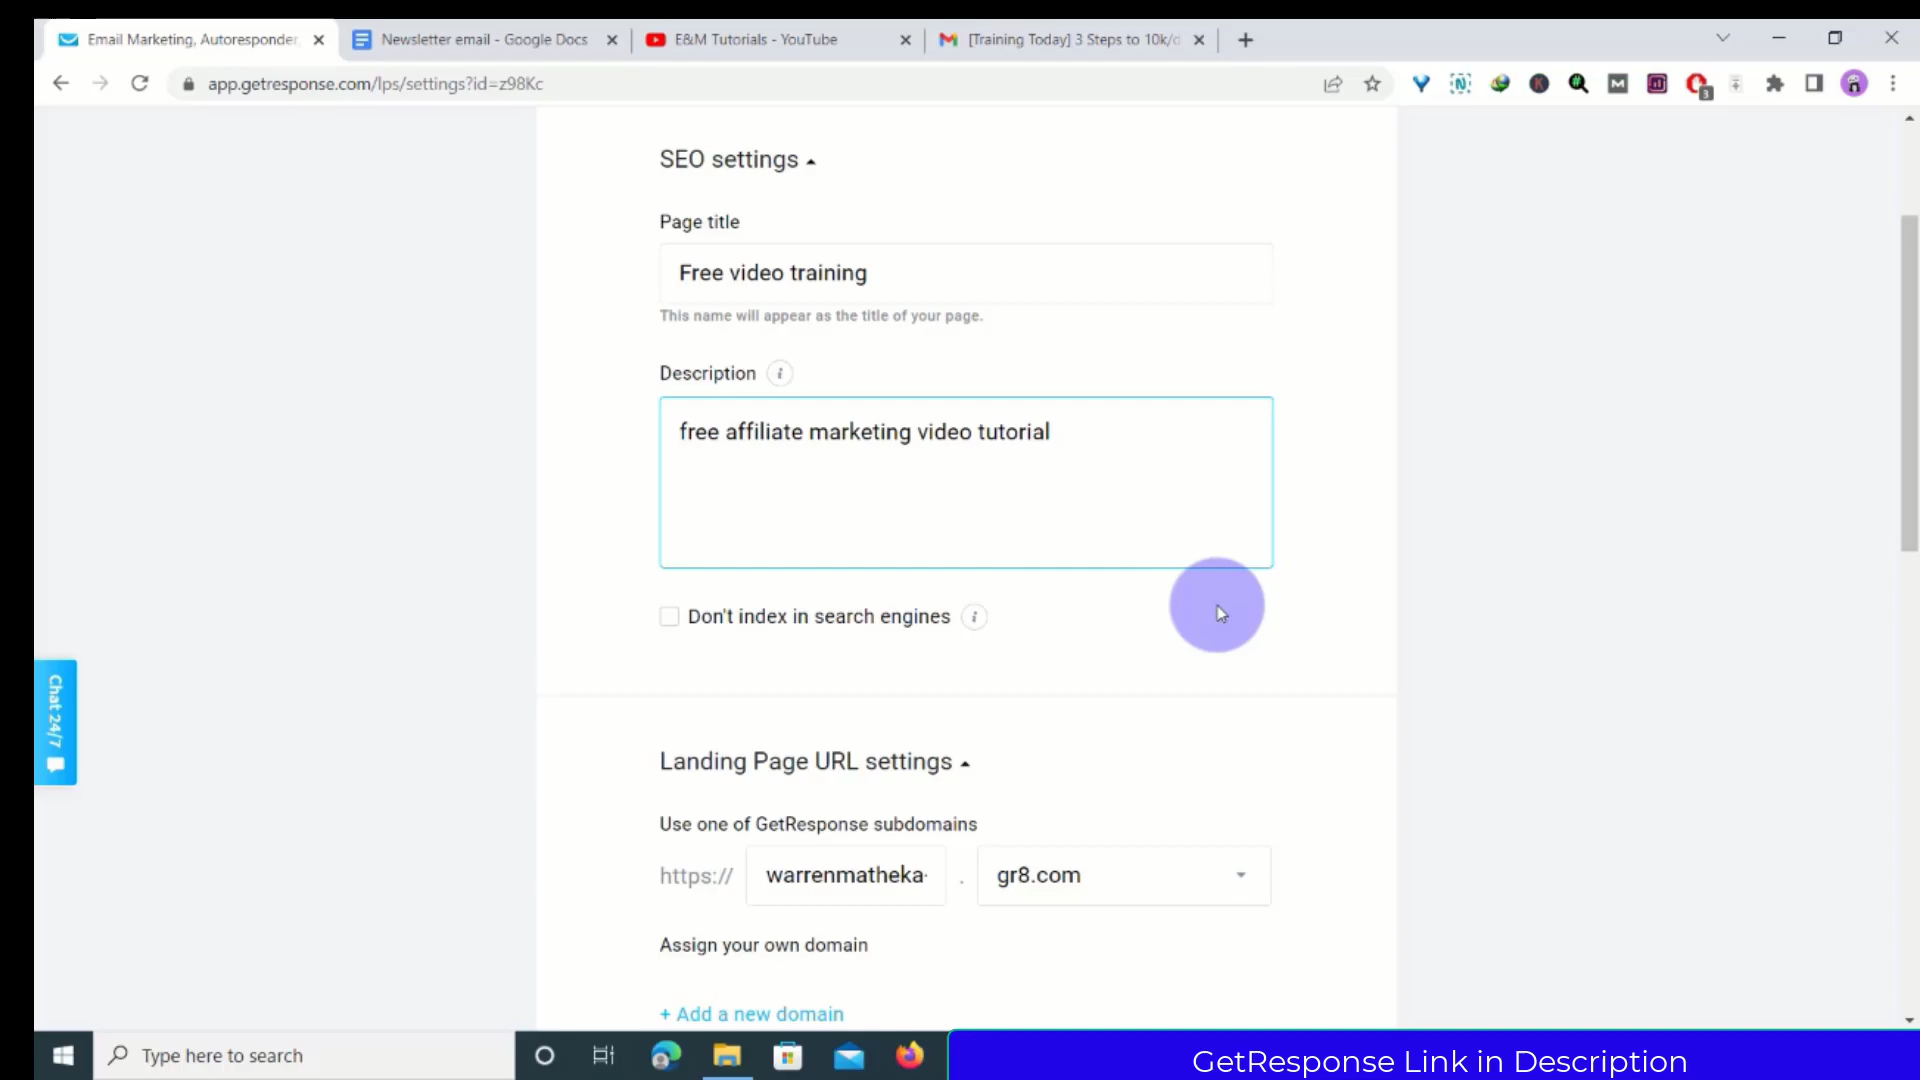 Email Marketing, Autoresponder,
Newsletter email - Google Docs
E&M Tutorials - YouTube
[Training Today] 3 Steps to 10k/d
app.getresponse.com/lps/settings?id=z98Kc
3
SEO settings
Page title
Free video training
This name will appear as the title of your page.
Description
free affiliate marketing video tutorial
Don't index in search engines
Chat 24/7
Landing Page URL settings
Use one of GetResponse subdomains
https:// warrenmatheka- . gr8.com
Assign your own domain
+ Add a new domain
Type here to search
GetResponse Link in Description